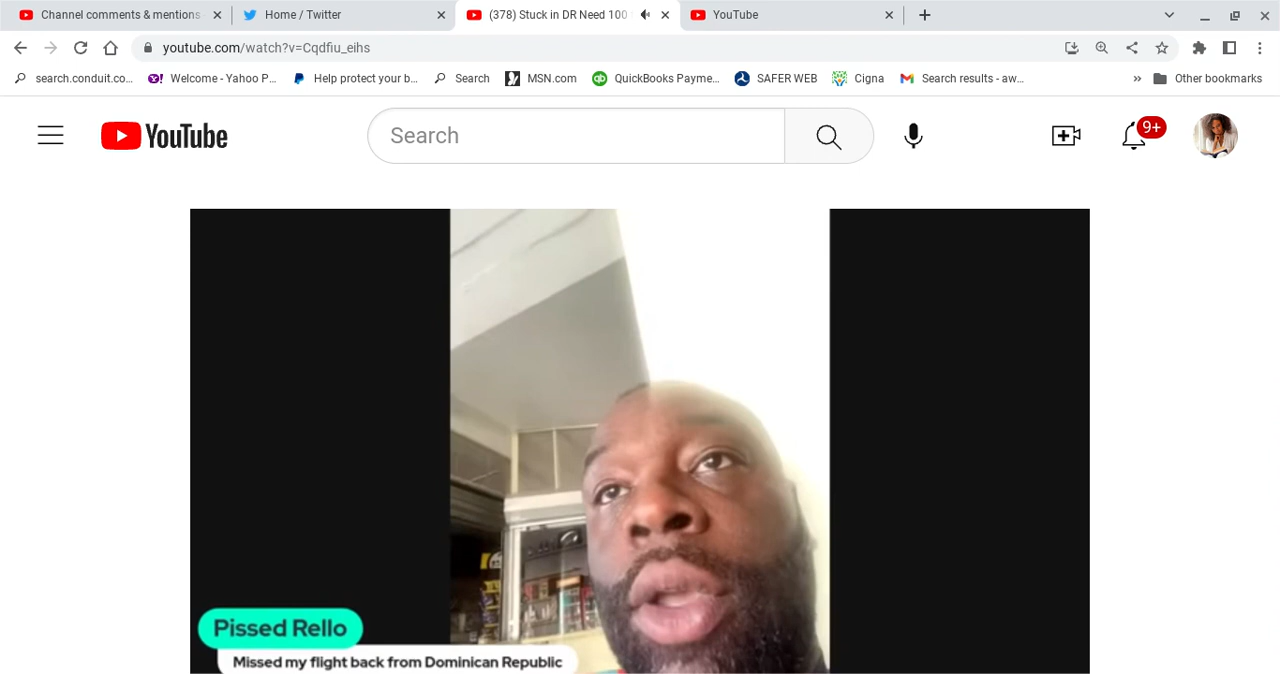 Channel comments & mentions
Home / Twitter
(378) Stuck in DR Need 100
YouTube
youtube.com/watch?v=Cqdfiu_eihs
search.conduit.co...
Welcome - Yahoo P...
Help protect your b...
Search
MSN.com
QuickBooks Payme...
SAFER WEB
Cigna
Search results - aw...
Other bookmarks
YouTube
Search
9+
Pissed Rello
Missed my flight back from Dominican Republic